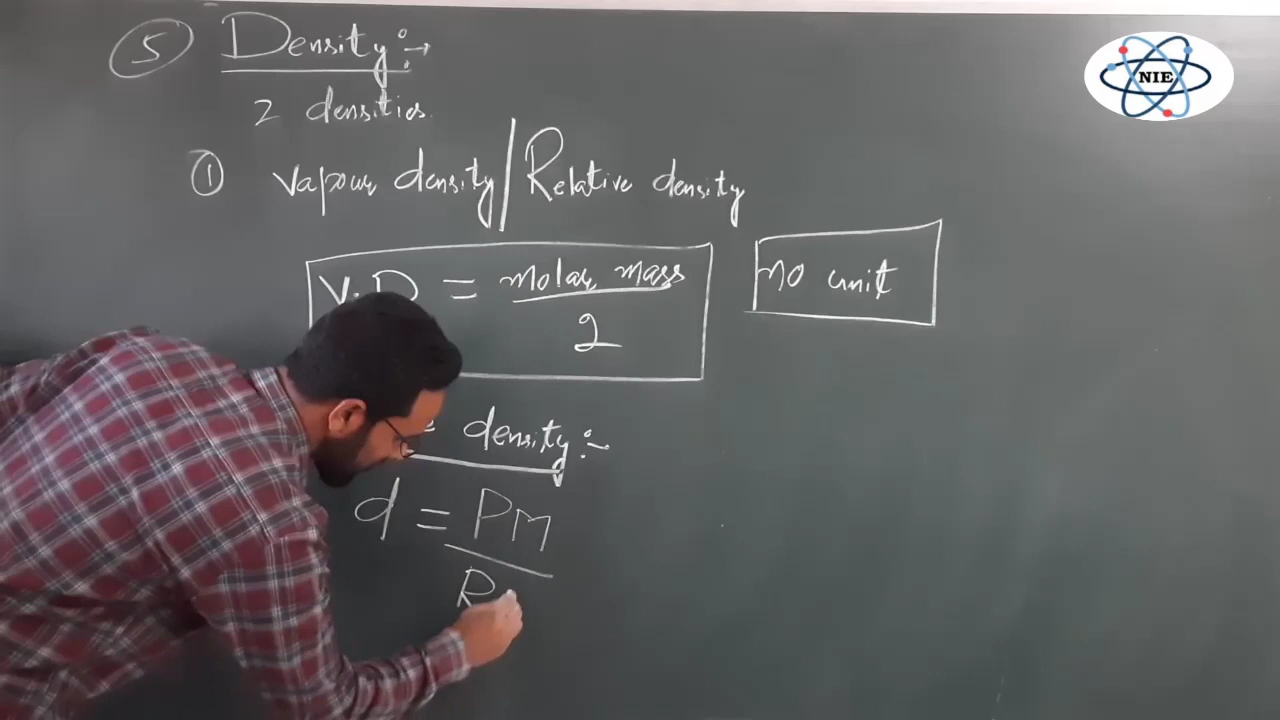 ⑤ Density:→
NIE
2 densities.
① Vapour density/Relative density
V.D = molar mass / 2
no unit
density:-
d = PM / R